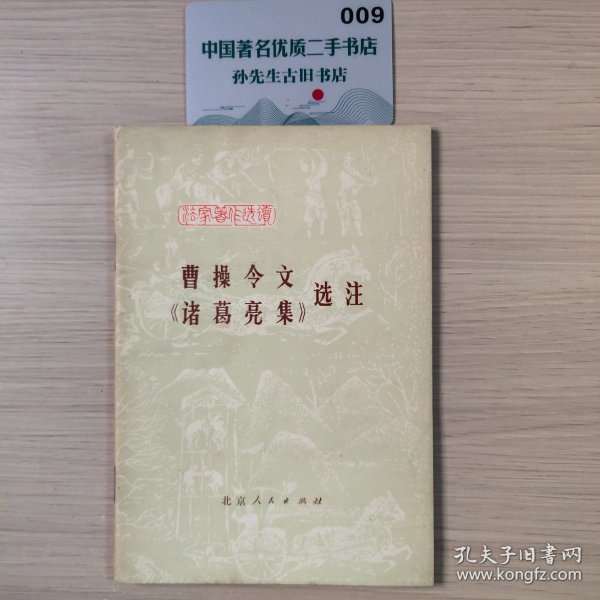 009
中国著名优质二手书店
孙先生古旧书店
法家著作选读
曹操令文
《诸葛亮集》选注
北京人民出版社
孔夫子旧书网
www.kongfz.com